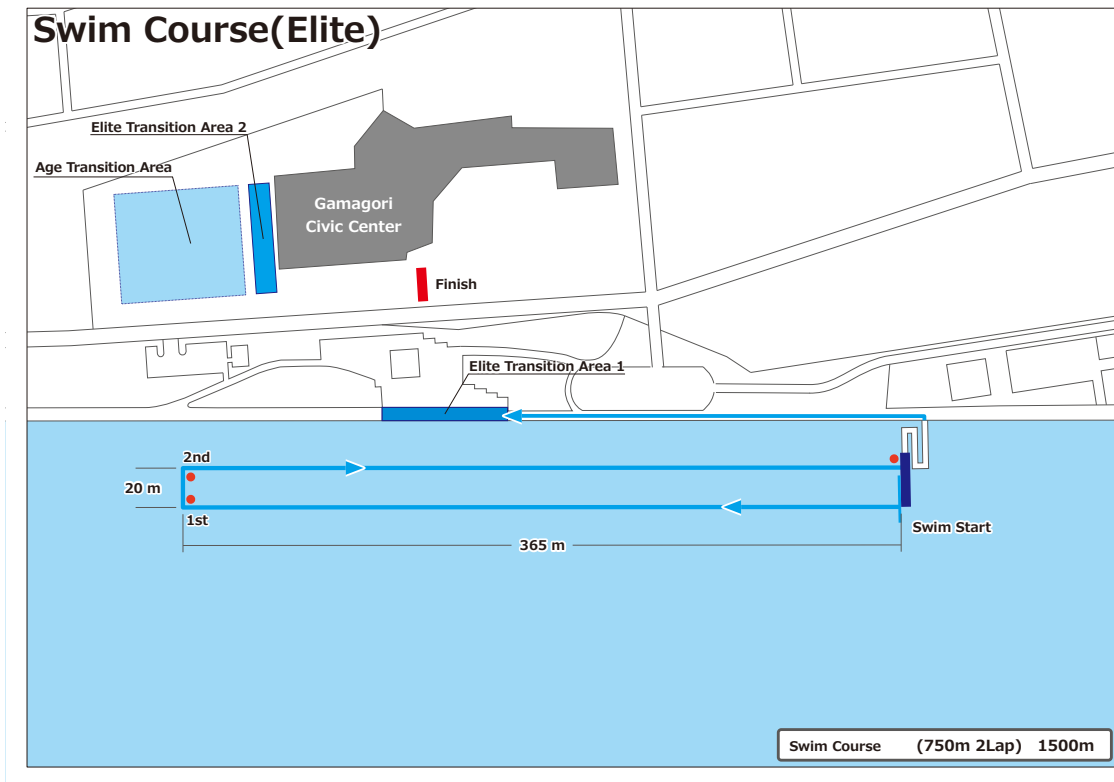 Swim Course(Elite)
Elite Transition Area 2
Age Transition Area
Gamagori
Civic Center
Finish
Elite Transition Area 1
2nd
20 m
1st
Swim Start
365 m
Swim Course (750m 2Lap) 1500m